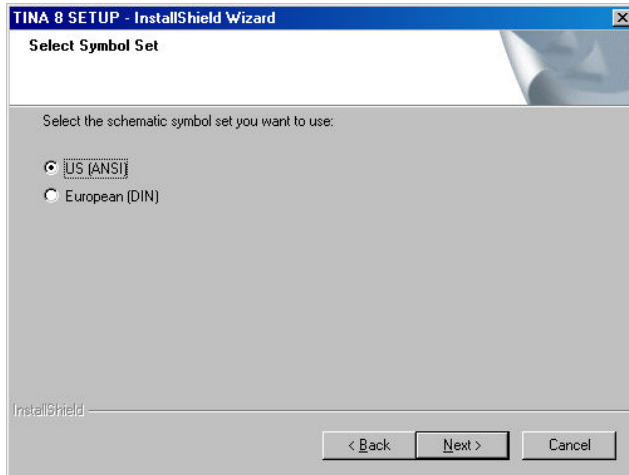 TINA 8 SETUP - InstallShield Wizard
Select Symbol Set
Select the schematic symbol set you want to use:
US (ANSI)
European (DIN)
InstallShield
< Back
Next >
Cancel